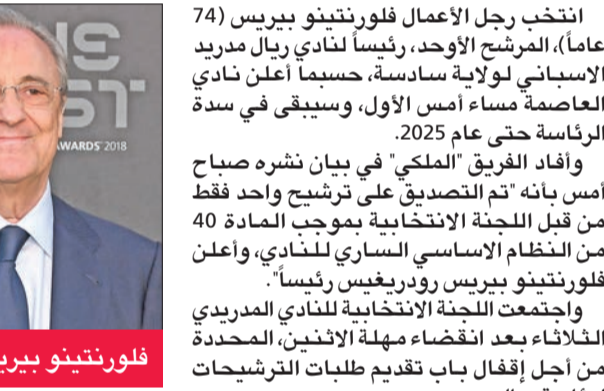 انتخب رجل الأعمال فلورنتينو بيريس (74
عاماً)، المرشح الأوحد، رئيساً لنادي ريال مدريد
الاسباني لولاية سادسة، حسبما أعلن نادي
العاصمة مساء أمس الأول، وسيبقى في سدة
الرئاسة حتى عام 2025.
وأفاد الفريق "الملكي" في بيان نشره صباح
أمس بأنه "تم التصديق على ترشيح واحد فقط
من قبل اللجنة الانتخابية بموجب المادة 40
من النظام الاساسي الساري للنادي، وأعلن
فلورنتينو بيريس رودريغيس رئيساً".
واجتمعت اللجنة الانتخابية للنادي المدريدي
الثلاثاء بعد انقضاء مهلة الاثنين، المحددة
من أجل إقفال باب تقديم طلبات الترشيحات
AWARDS 2018
فلورنتينو